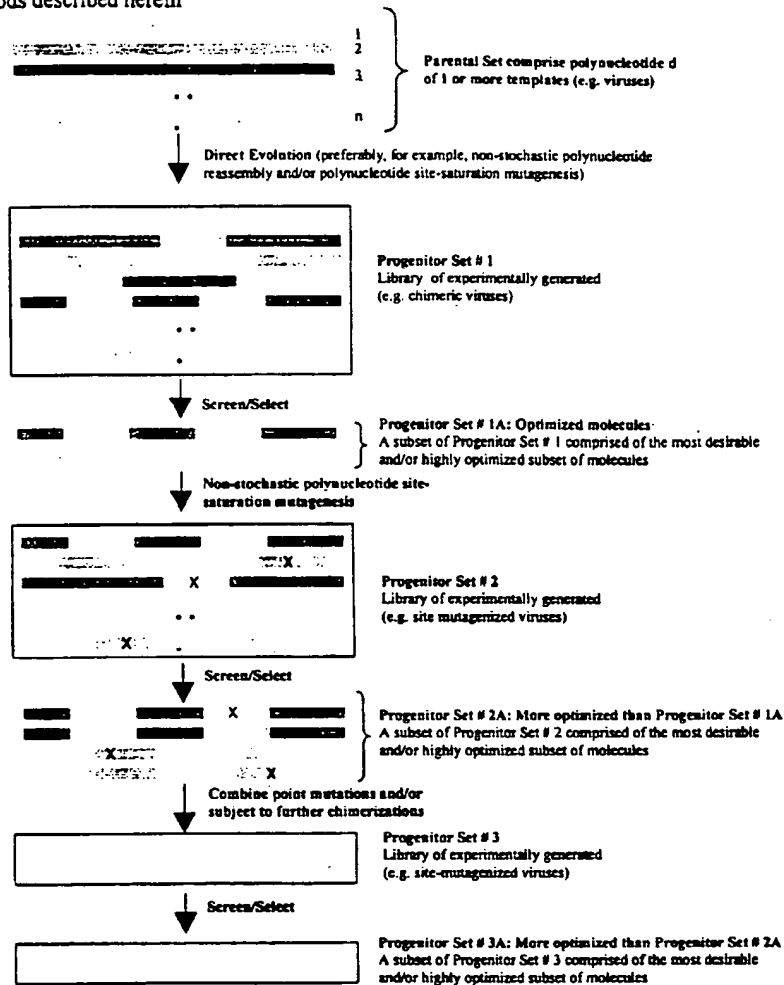 ods described herein
1
2
3
n
Parental Set comprise polynucleotide d
of 1 or more templates (e.g. viruses)
Direct Evolution (preferably, for example, non-stochastic polynucleotide
reassembly and/or polynucleotide site-saturation mutagenesis)
Progenitor Set # 1
Library of experimentally generated
(e.g. chimeric viruses)
Screen/Select
Progenitor Set # 1A: Optimized molecules
A subset of Progenitor Set # 1 comprised of the most desirable
and/or highly optimized subset of molecules
Non-stochastic polynucleotide site-
saturation mutagenesis
X
X
X
Progenitor Set # 2
Library of experimentally generated
(e.g. site mutagenized viruses)
Screen/Select
X
X
X
Progenitor Set # 2A: More optimized than Progenitor Set # 1A
A subset of Progenitor Set # 2 comprised of the most desirable
and/or highly optimized subset of molecules
Combine point mutations and/or
subject to further chimerizations
Progenitor Set # 3
Library of experimentally generated
(e.g. site-mutagenized viruses)
Screen/Select
Progenitor Set # 3A: More optimized than Progenitor Set # 2A
A subset of Progenitor Set # 3 comprised of the most desirable
and/or highly optimized subset of molecules